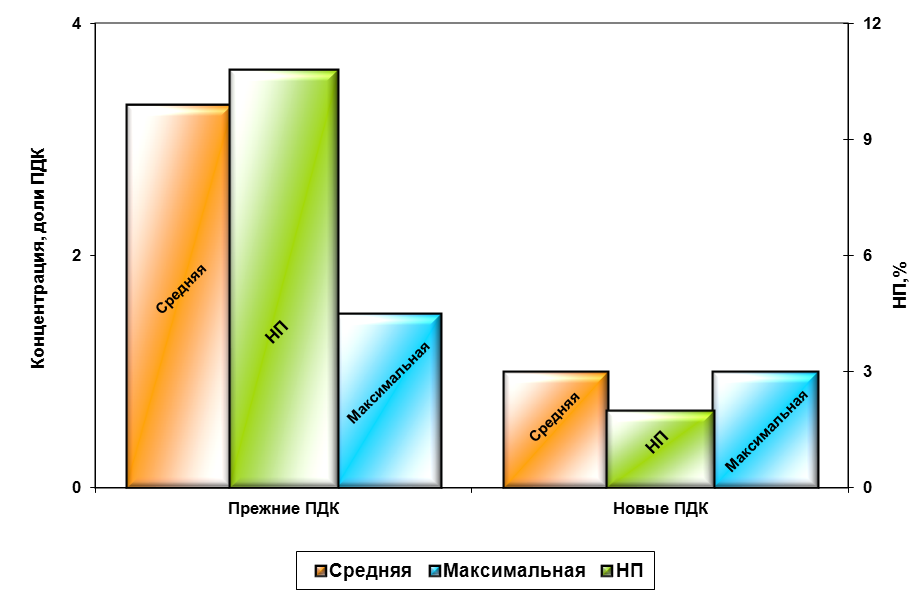 4
2
0
Концентрация, доли ПДК
12
9
6
3
0
НП,%
Средняя
НП
Максимальная
Средняя
НП
Максимальная
Прежние ПДК
Новые ПДК
Средняя Максимальная НП